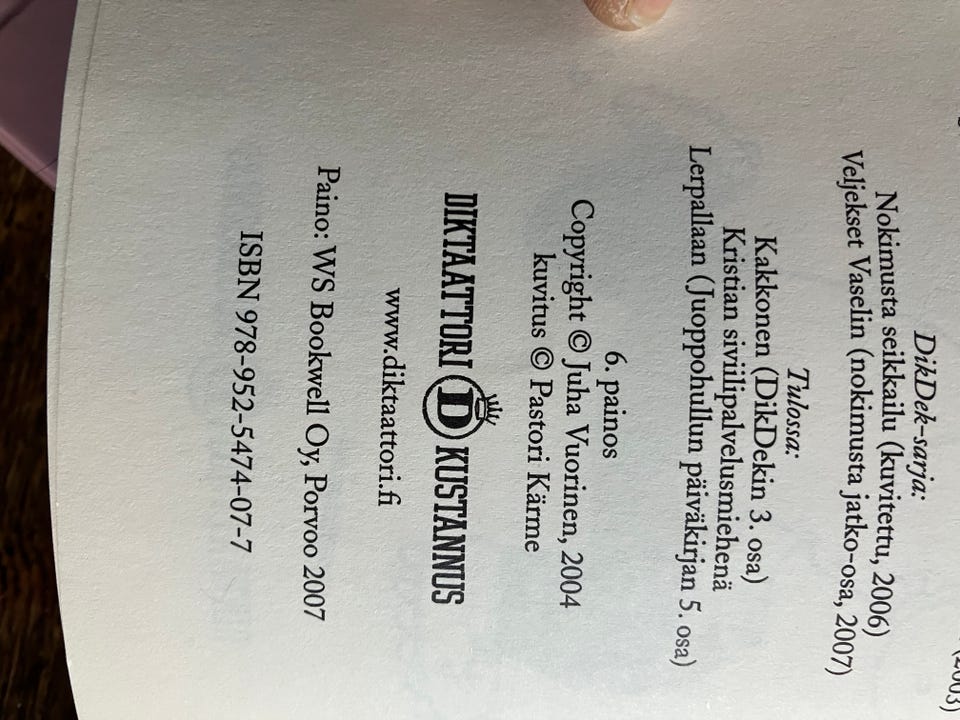 DikDek-sarja:
Nokimusta seikkailu (kuvitettu, 2006)
Veljekset Vaselin (nokimusta jatko-osa, 2007)
Tulossa:
Kakkonen (DikDekin 3. osa)
Kristian siviilipalvelusmiehenä
Lerpallaan (Juoppohullun päiväkirjan 5. osa)
6. painos
Copyright © Juha Vuorinen, 2004
kuvitus © Pastori Kärme
DIKTAATTORI D KUSTANNUS
www.diktaattori.fi
Paino: WS Bookwell Oy, Porvoo 2007
ISBN 978-952-5474-07-7